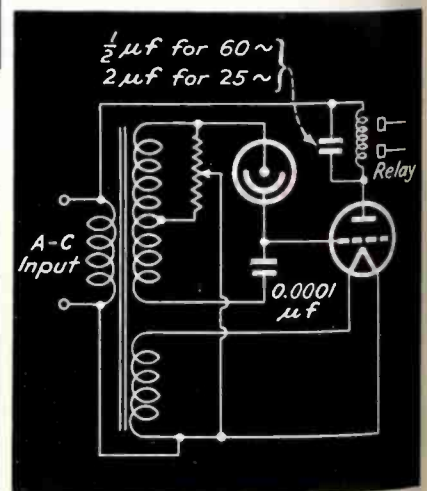 ½ μf for 60 ~
2 μf for 25 ~
Relay
A-C
Input
0.0001
μf